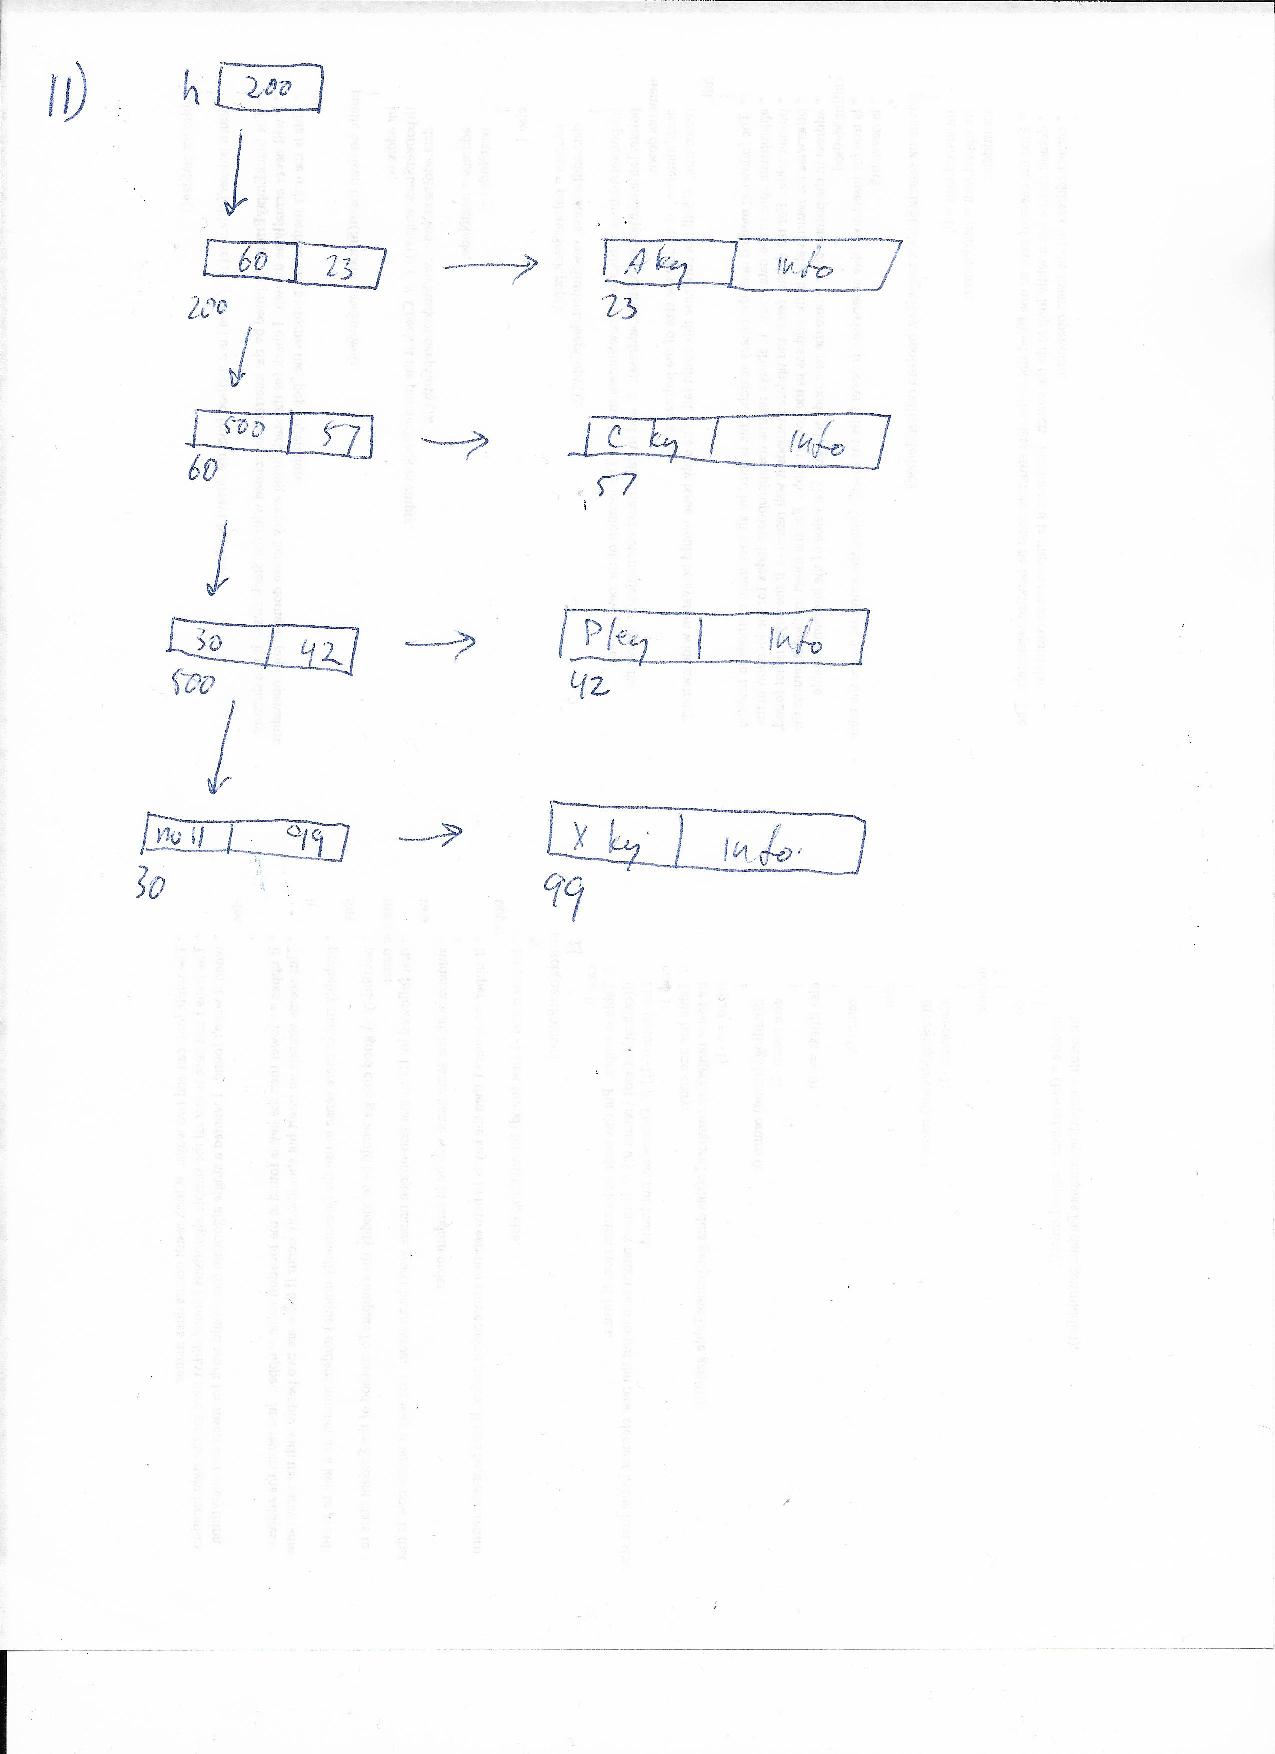 11) h 200
60 23 A key info
200 23
500 57 C key info
60 57
30 42 P key info
500 42
null 99 X key info.
30 99